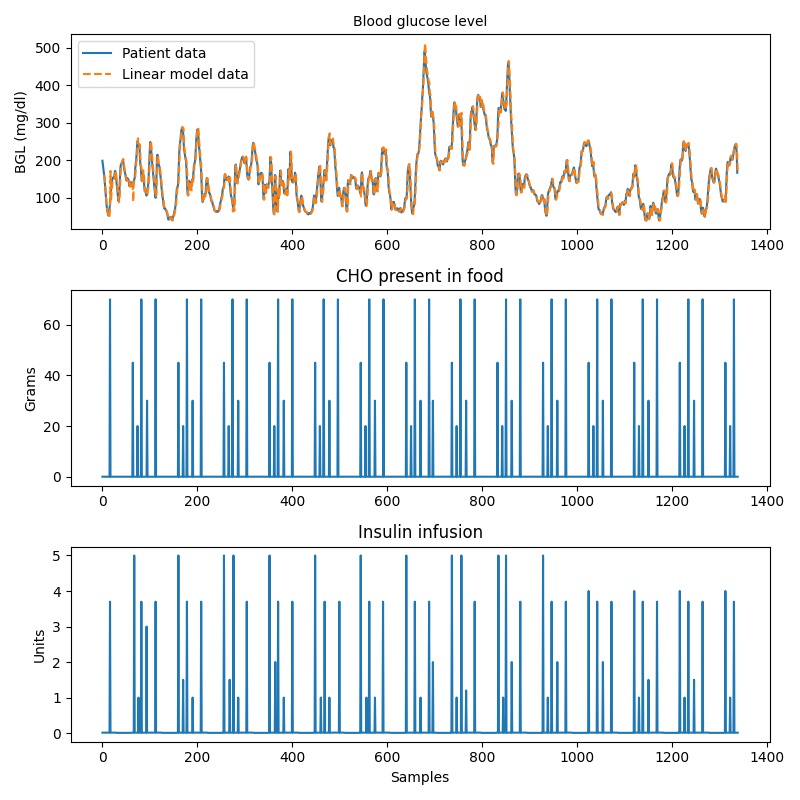 Blood glucose level
500
400
300
200
100
BGL (mg/dl)
Patient data
Linear model data
0 200 400 600 800 1000 1200 1400
CHO present in food
60
40
20
0
Grams
0 200 400 600 800 1000 1200 1400
Insulin infusion
5
4
3
2
1
0
Units
0 200 400 600 800 1000 1200 1400
Samples